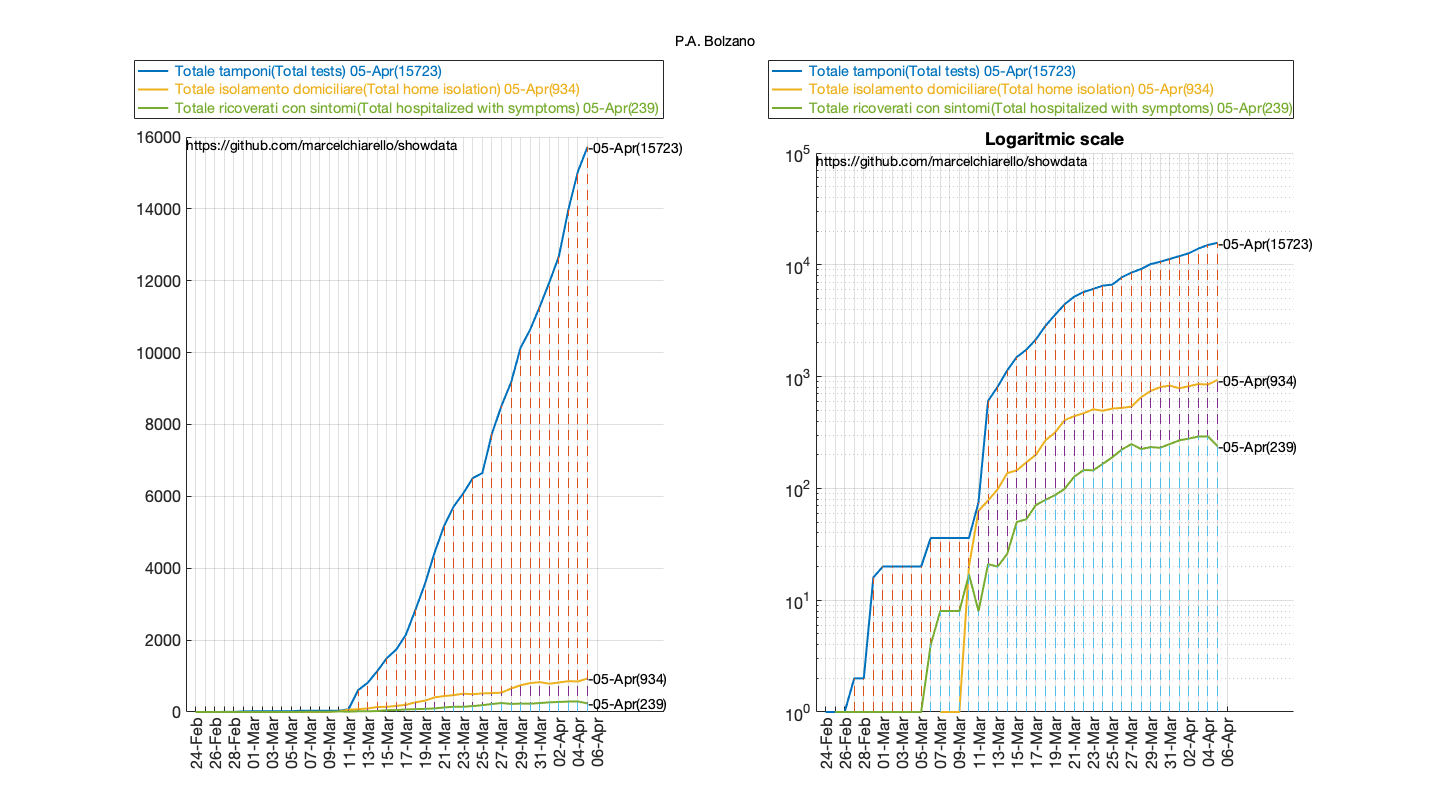 P.A. Bolzano
Totale tamponi(Total tests) 05-Apr(15723)
Totale isolamento domiciliare(Total home isolation) 05-Apr(934)
Totale ricoverati con sintomi(Total hospitalized with symptoms) 05-Apr(239)
https://github.com/marcelchiarello/showdata
16000
14000
12000
10000
8000
6000
4000
2000
0
-05-Apr(15723)
-05-Apr(934)
-05-Apr(239)
24-Feb
26-Feb
28-Feb
01-Mar
03-Mar
05-Mar
07-Mar
09-Mar
11-Mar
13-Mar
15-Mar
17-Mar
19-Mar
21-Mar
23-Mar
25-Mar
27-Mar
29-Mar
31-Mar
02-Apr
04-Apr
06-Apr
Totale tamponi(Total tests) 05-Apr(15723)
Totale isolamento domiciliare(Total home isolation) 05-Apr(934)
Totale ricoverati con sintomi(Total hospitalized with symptoms) 05-Apr(239)
Logaritmic scale
https://github.com/marcelchiarello/showdata
10^5
10^4
10^3
10^2
10^1
10^0
-05-Apr(15723)
-05-Apr(934)
-05-Apr(239)
24-Feb
26-Feb
28-Feb
01-Mar
03-Mar
05-Mar
07-Mar
09-Mar
11-Mar
13-Mar
15-Mar
17-Mar
19-Mar
21-Mar
23-Mar
25-Mar
27-Mar
29-Mar
31-Mar
02-Apr
04-Apr
06-Apr